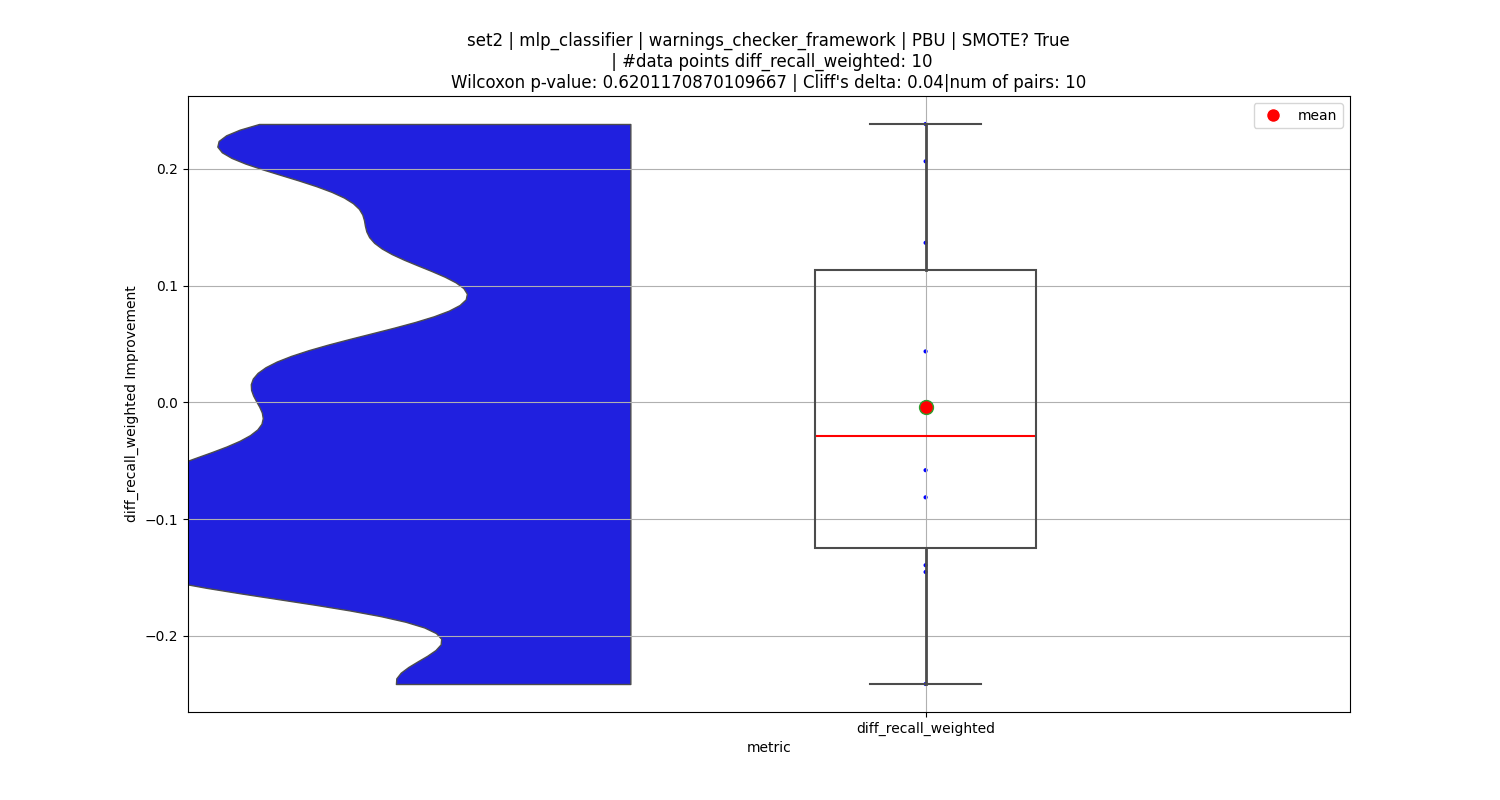 set2 | mlp_classifier | warnings_checker_framework | PBU | SMOTE? True
| #data points diff_recall_weighted: 10
Wilcoxon p-value: 0.6201170870109667 | Cliff's delta: 0.04|num of pairs: 10
mean
0.2
0.1
0.0
−0.1
−0.2
diff_recall_weighted Improvement
diff_recall_weighted
metric